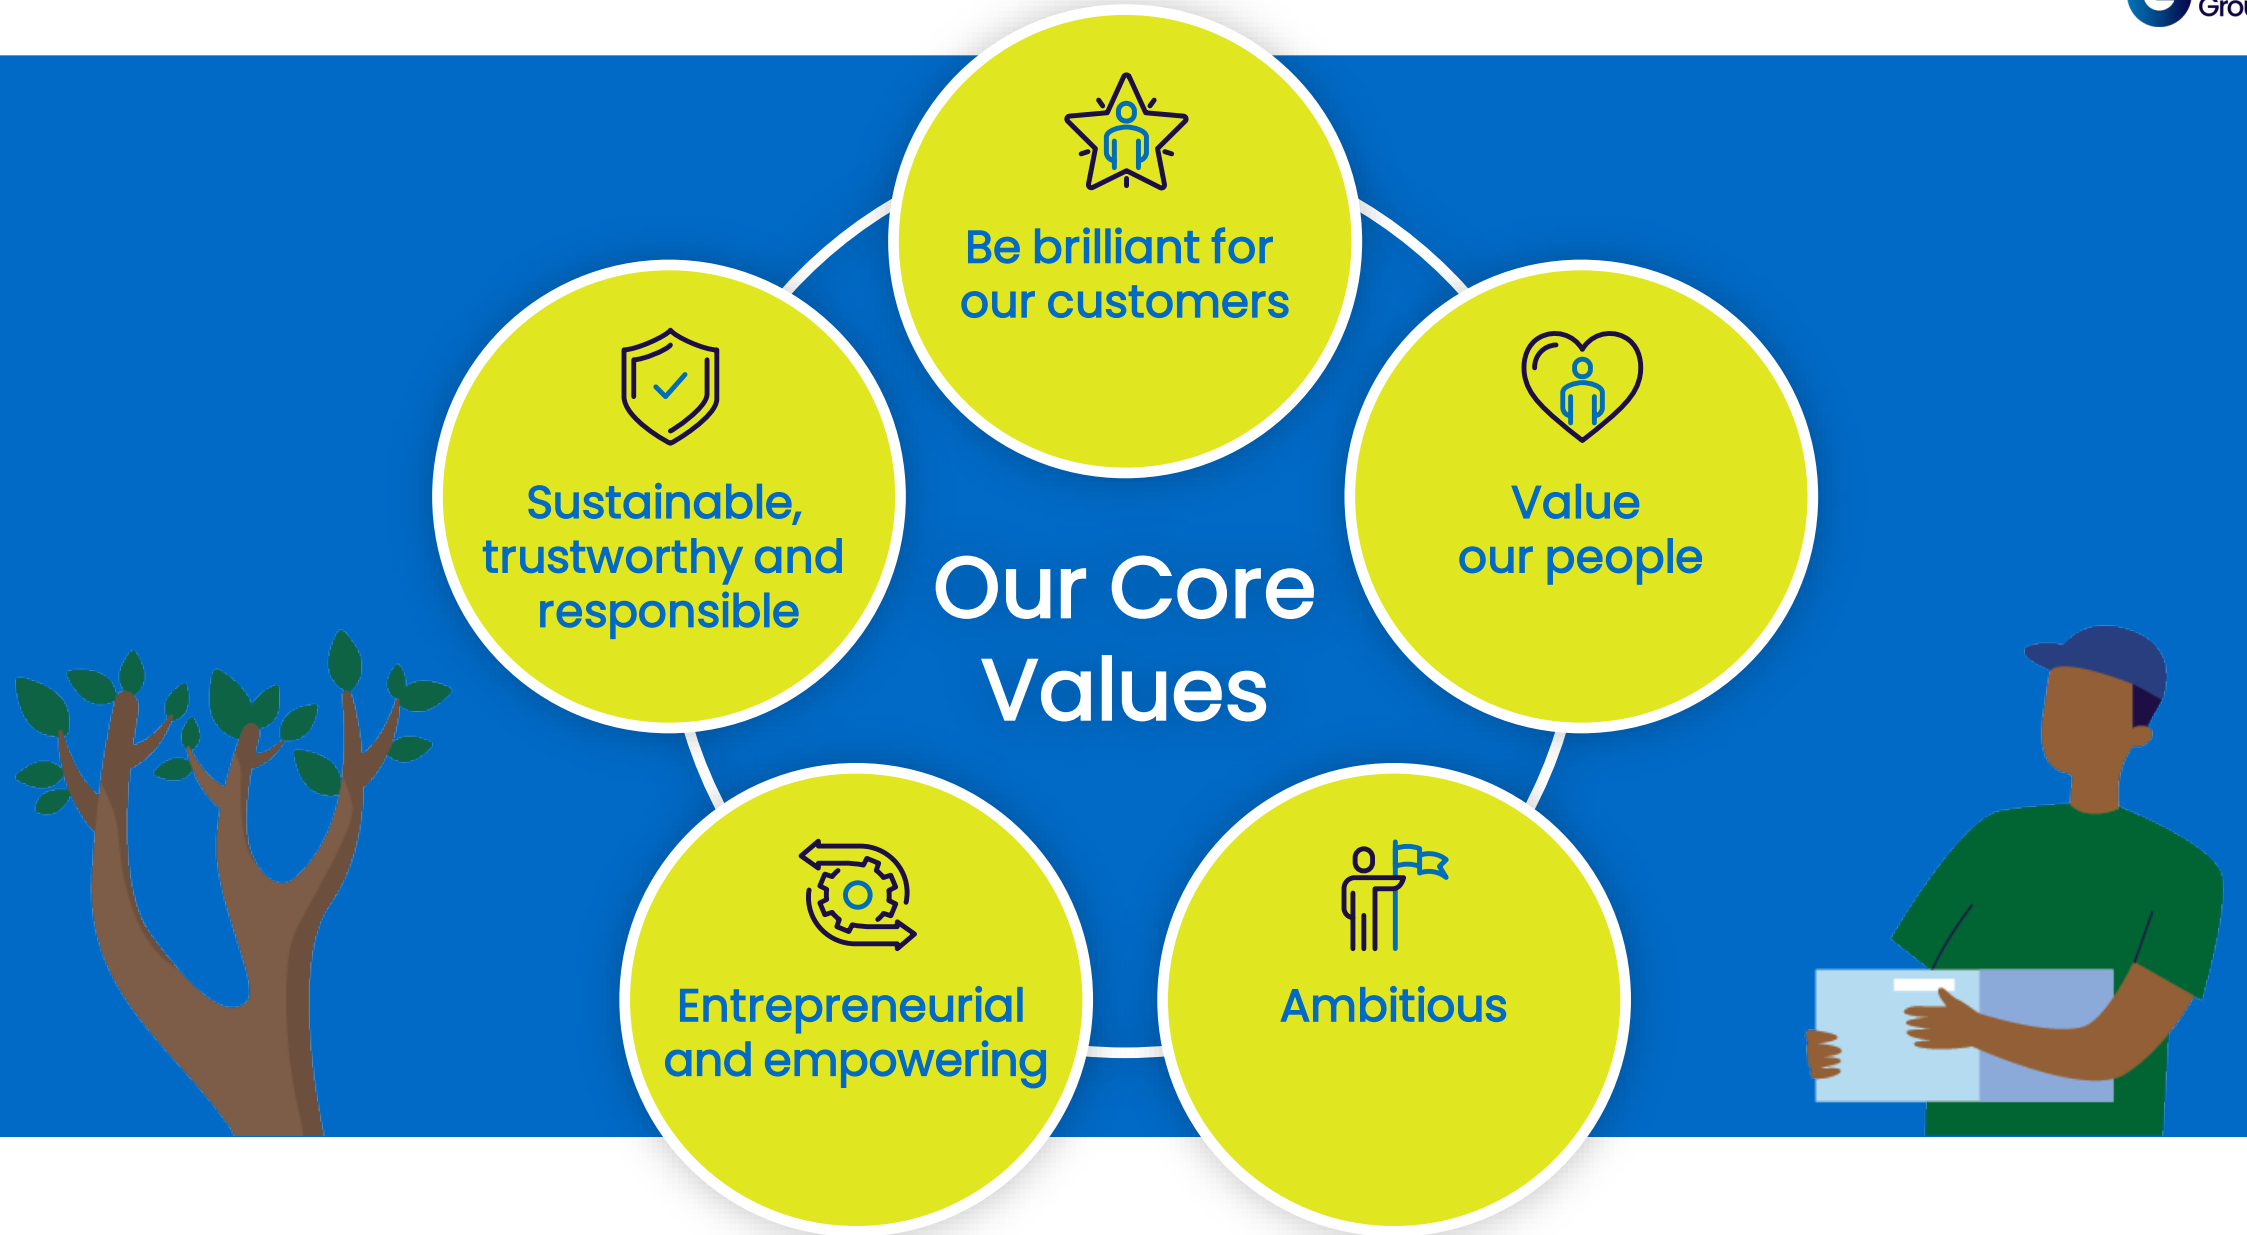 Be brilliant for
our customers
Sustainable,
trustworthy and
responsible
Value
our people
Our Core
Values
Entrepreneurial
and empowering
Ambitious